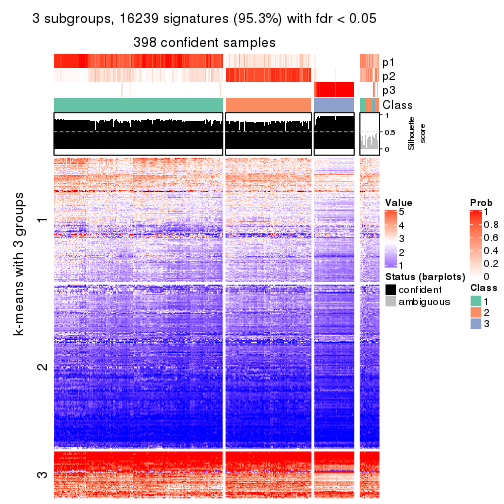 3 subgroups, 16239 signatures (95.3%) with fdr < 0.05
398 confident samples
p1
p2
p3
Class
1
0.5
0
Silhouette
score
k-means with 3 groups
1
2
3
Value
5
4
3
2
1
Status (barplots)
confident
ambiguous
Prob
1
0.8
0.6
0.4
0.2
0
Class
1
2
3